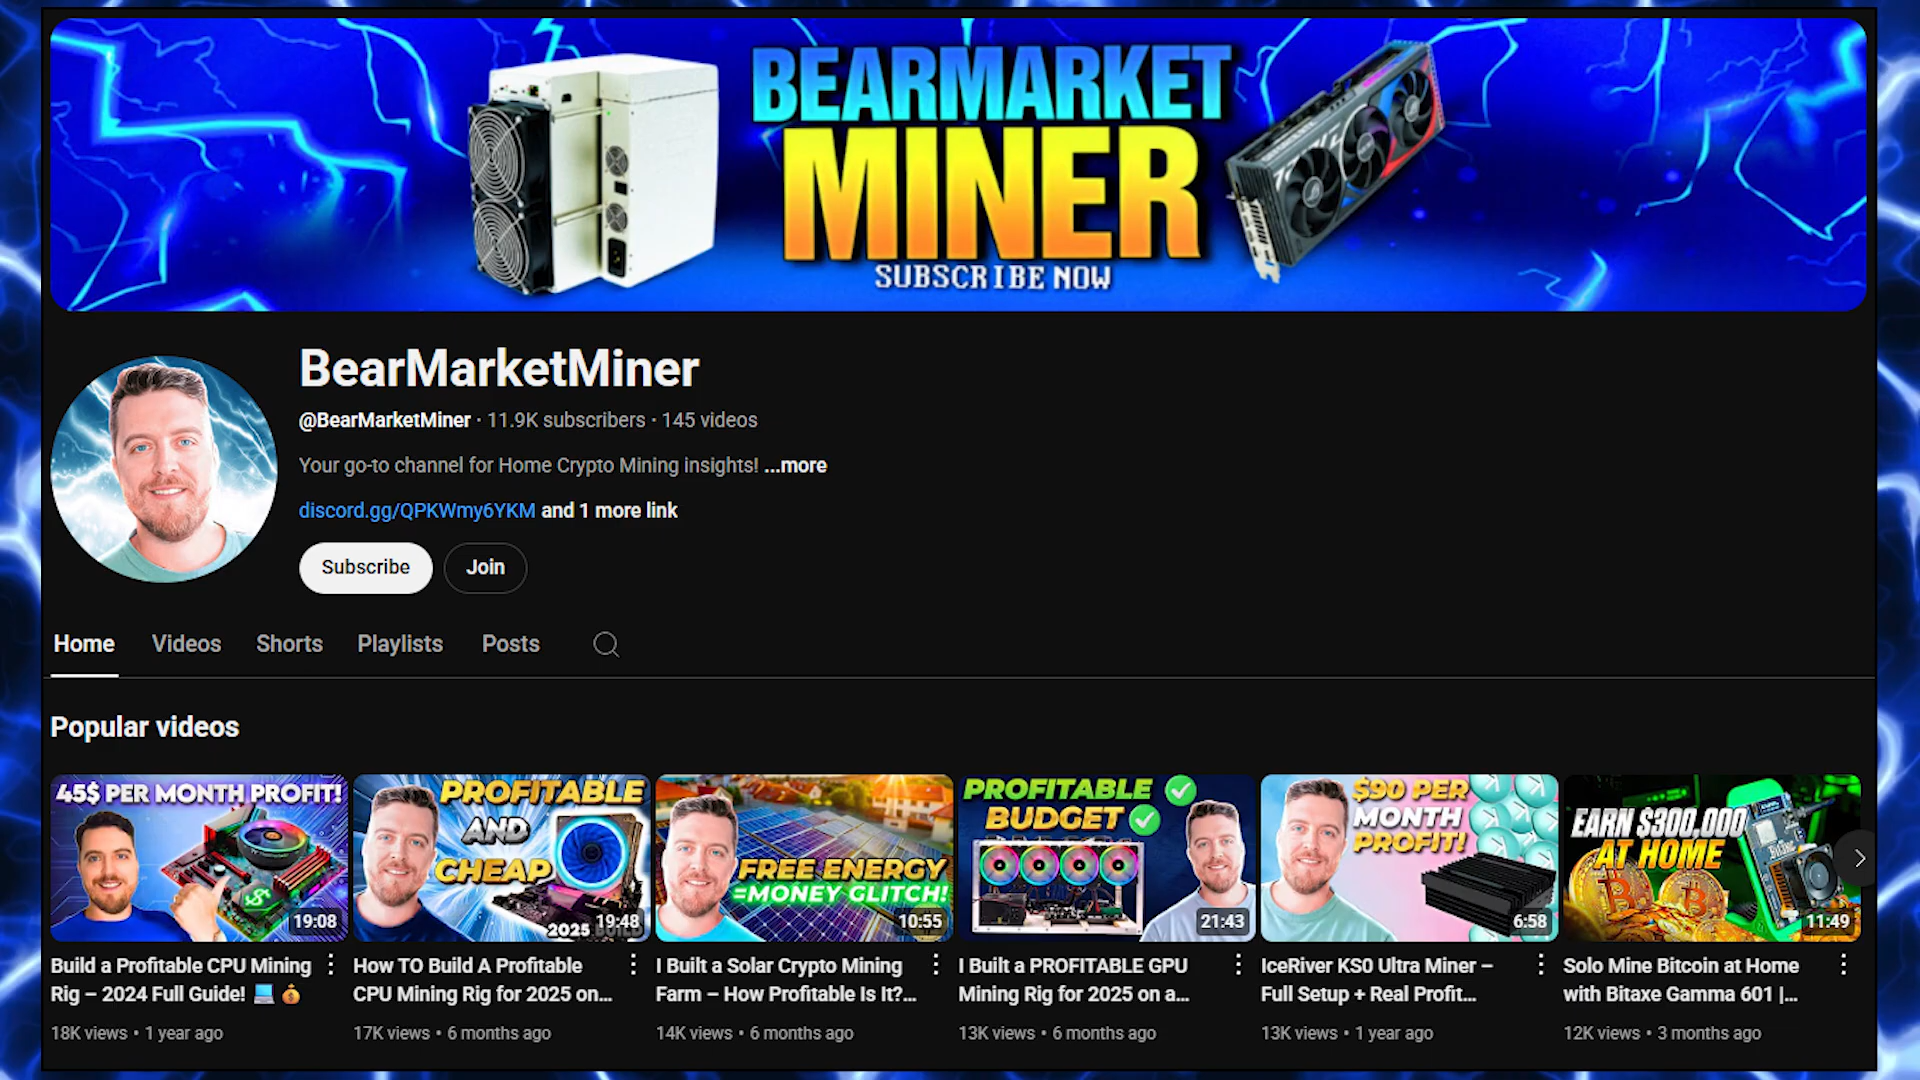 BEARMARKET
MINER
SUBSCRIBE NOW
BearMarketMiner
@BearMarketMiner · 11.9K subscribers · 145 videos
Your go-to channel for Home Crypto Mining insights! ...more
discord.gg/QPKWmy6YKM and 1 more link
Subscribe
Join
Home Videos Shorts Playlists Posts
Popular videos
45$ PER MONTH PROFIT!
19:08
Build a Profitable CPU Mining
Rig – 2024 Full Guide! 💻 💰
18K views • 1 year ago
PROFITABLE
AND
CHEAP
2025 BUILD
19:48
How TO Build A Profitable
CPU Mining Rig for 2025 on...
17K views • 6 months ago
FREE ENERGY
=MONEY GLITCH!
10:55
I Built a Solar Crypto Mining
Farm – How Profitable Is It?...
14K views • 6 months ago
PROFITABLE
BUDGET
21:43
I Built a PROFITABLE GPU
Mining Rig for 2025 on a...
13K views • 6 months ago
$90 PER
MONTH
PROFIT!
6:58
IceRiver KS0 Ultra Miner –
Full Setup + Real Profit...
13K views • 1 year ago
EARN $300,000
AT HOME
11:49
Solo Mine Bitcoin at Home
with Bitaxe Gamma 601 |...
12K views • 3 months ago